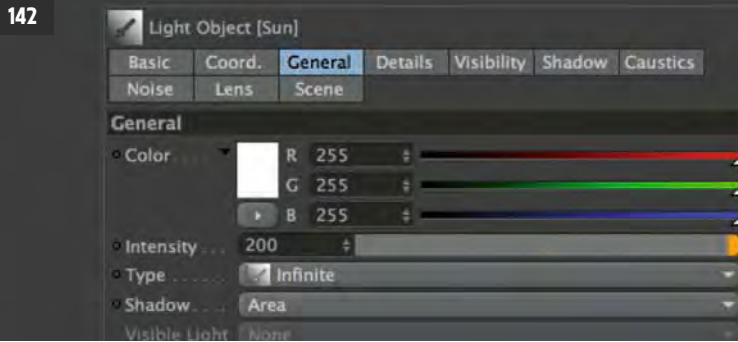 142
Light Object [Sun]
Basic Coord. General Details Visibility Shadow Caustics
Noise Lens Scene
General
Color R 255
G 255
B 255
Intensity 200
Type Infinite
Shadow Area
Visible Light None